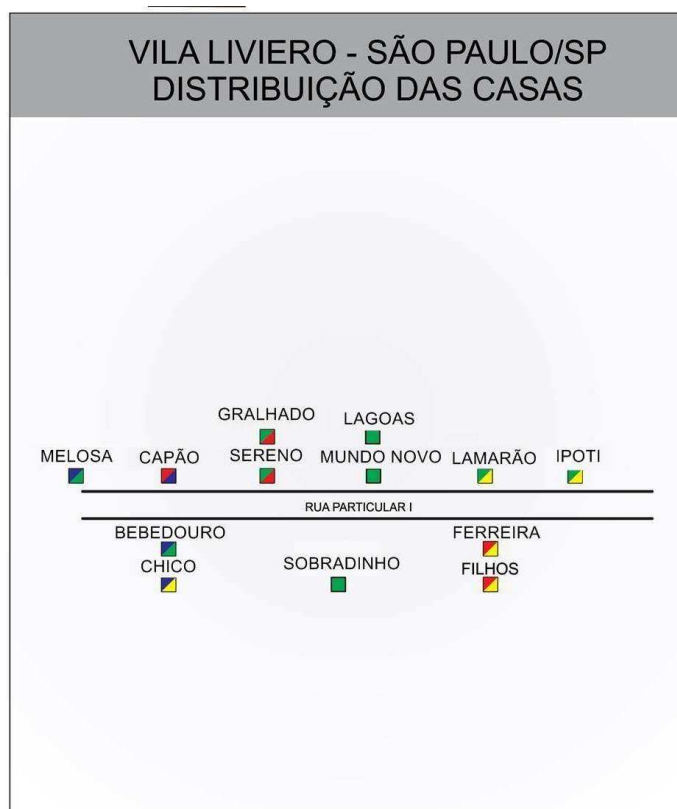 VILA LIVIERO - SÃO PAULO/SP
DISTRIBUIÇÃO DAS CASAS
GRALHADO LAGOAS
MELOSA CAPÃO SERENO MUNDO NOVO LAMARÃO IPOTI
RUA PARTICULAR I
BEBEDOURO FERREIRA
CHICO SOBRADINHO FILHOS